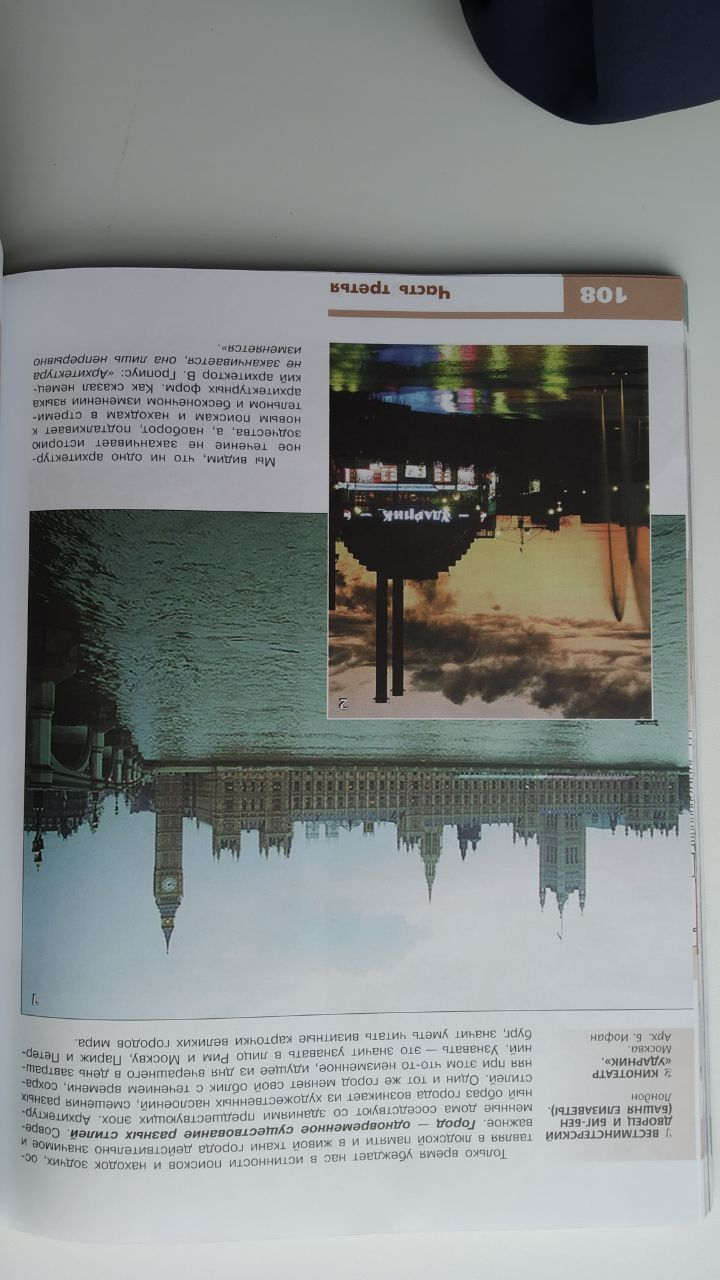 Только время убеждает нас в истинности поисков и находок зодчих, ос-
тавляя в людской памяти и в живой ткани города действительно значимое и
важное. Город — одновременное существование разных стилей. Совре-
менные дома соседствуют со зданиями предшествующих эпох. Архитектур-
ный образ города возникает из художественных наслоений, смешения разных
стилей. Один и тот же город меняет свой облик с течением времени, сохра-
няя при этом что-то неизменное, идущее из дня вчерашнего в день завтраш-
ний. Узнавать — это значит узнавать в лицо Рим и Москву, Париж и Петер-
бург, значит уметь читать визитные карточки великих городов мира.
1) ВЕСТМИНСТЕРСКИЙ
ДВОРЕЦ И БИГ-БЕН
(БАШНЯ ЕЛИЗАВЕТЫ).
Лондон
2) КИНОТЕАТР
«УДАРНИК».
Москва.
Арх. Б. Иофан
1
2
УДАРНИК
Мы видим, что ни одно архитектур-
ное течение не заканчивает историю
зодчества, а, наоборот, подталкивает к
новым поискам и находкам в стреми-
тельном и бесконечном изменении языка
архитектурных форм. Как сказал немец-
кий архитектор В. Гропиус: «Архитектура
не заканчивается, она лишь непрерывно
изменяется».
108
Часть третья